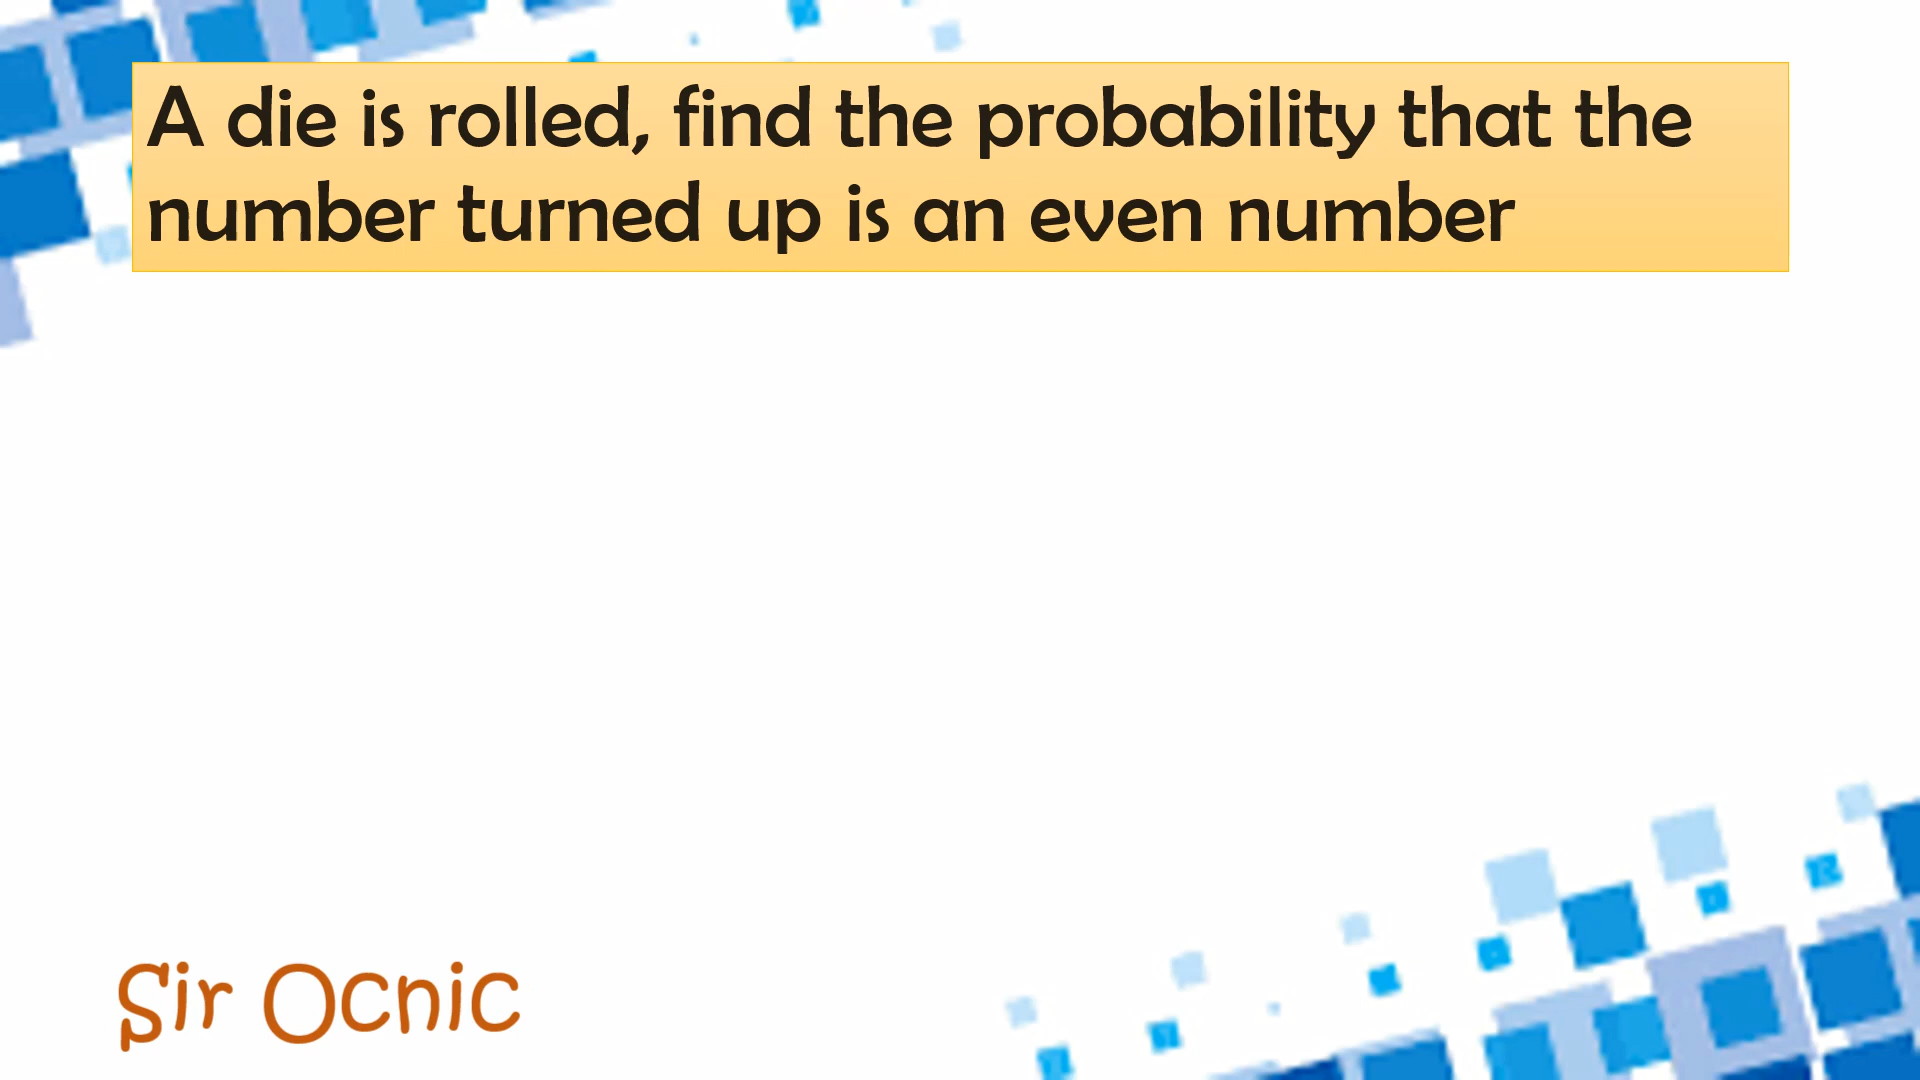 A die is rolled, find the probability that the
number turned up is an even number
Sir Ocnic